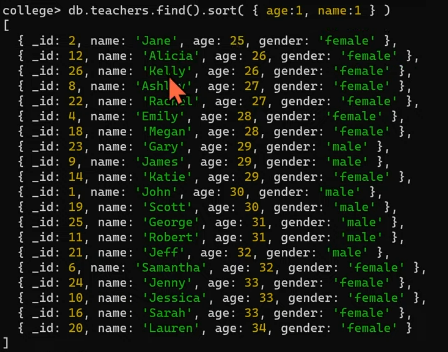 college> db.teachers.find().sort( { age:1, name:1 } )
[
  { _id: 2, name: 'Jane', age: 25, gender: 'female' },
  { _id: 12, name: 'Alicia', age: 26, gender: 'female' },
  { _id: 26, name: 'Kelly', age: 26, gender: 'female' },
  { _id: 8, name: 'Ashley', age: 27, gender: 'female' },
  { _id: 22, name: 'Rachel', age: 27, gender: 'female' },
  { _id: 4, name: 'Emily', age: 28, gender: 'female' },
  { _id: 18, name: 'Megan', age: 28, gender: 'female' },
  { _id: 23, name: 'Gary', age: 29, gender: 'male' },
  { _id: 9, name: 'James', age: 29, gender: 'male' },
  { _id: 14, name: 'Katie', age: 29, gender: 'female' },
  { _id: 1, name: 'John', age: 30, gender: 'male' },
  { _id: 19, name: 'Scott', age: 30, gender: 'male' },
  { _id: 25, name: 'George', age: 31, gender: 'male' },
  { _id: 11, name: 'Robert', age: 31, gender: 'male' },
  { _id: 21, name: 'Jeff', age: 32, gender: 'male' },
  { _id: 6, name: 'Samantha', age: 32, gender: 'female' },
  { _id: 24, name: 'Jenny', age: 33, gender: 'female' },
  { _id: 10, name: 'Jessica', age: 33, gender: 'female' },
  { _id: 16, name: 'Sarah', age: 33, gender: 'female' },
  { _id: 20, name: 'Lauren', age: 34, gender: 'female' }
]